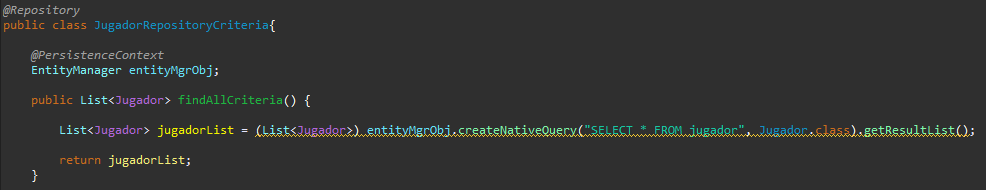 @Repository
public class JugadorRepositoryCriteria{
@PersistenceContext
EntityManager entityMgrObj;
public List<Jugador> findAllCriteria() {
List<Jugador> jugadorList = (List<Jugador>) entityMgrObj.createNativeQuery("SELECT * FROM jugador", Jugador.class).getResultList();
return jugadorList;
}